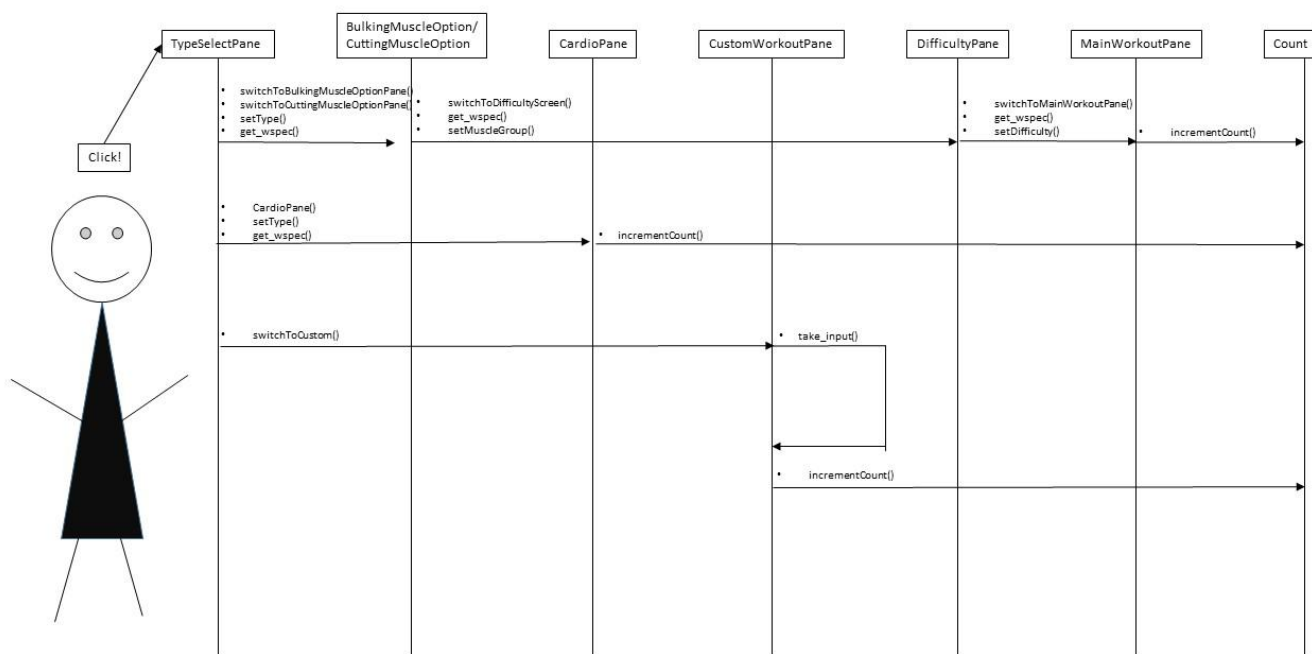 BulkingMuscleOption/
CuttingMuscleOption
TypeSelectPane
CardioPane
CustomWorkoutPane
DifficultyPane
MainWorkoutPane
Count
Click!
• switchToBulkingMuscleOptionPane()
• switchToCuttingMuscleOptionPane()
• setType()
• get_wspec()
• switchToDifficultyScreen()
• get_wspec()
• setMuscleGroup()
• switchToMainWorkoutPane()
• get_wspec()
• setDifficulty()
• incrementCount()
• CardioPane()
• setType()
• get_wspec()
• incrementCount()
• switchToCustom()
• take_input()
• incrementCount()